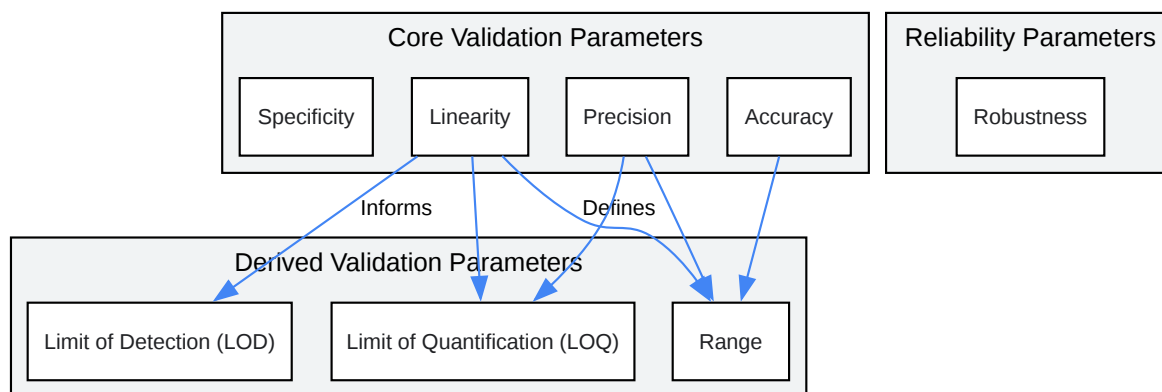 Core Validation Parameters
Reliability Parameters
Specificity
Linearity
Precision
Accuracy
Robustness
Informs
Defines
Derived Validation Parameters
Limit of Detection (LOD)
Limit of Quantification (LOQ)
Range